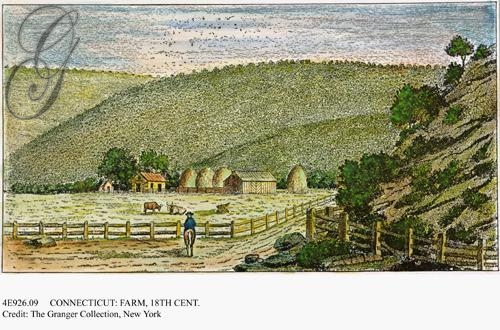 G
4E926.09 CONNECTICUT: FARM, 18TH CENT.
Credit: The Granger Collection, New York